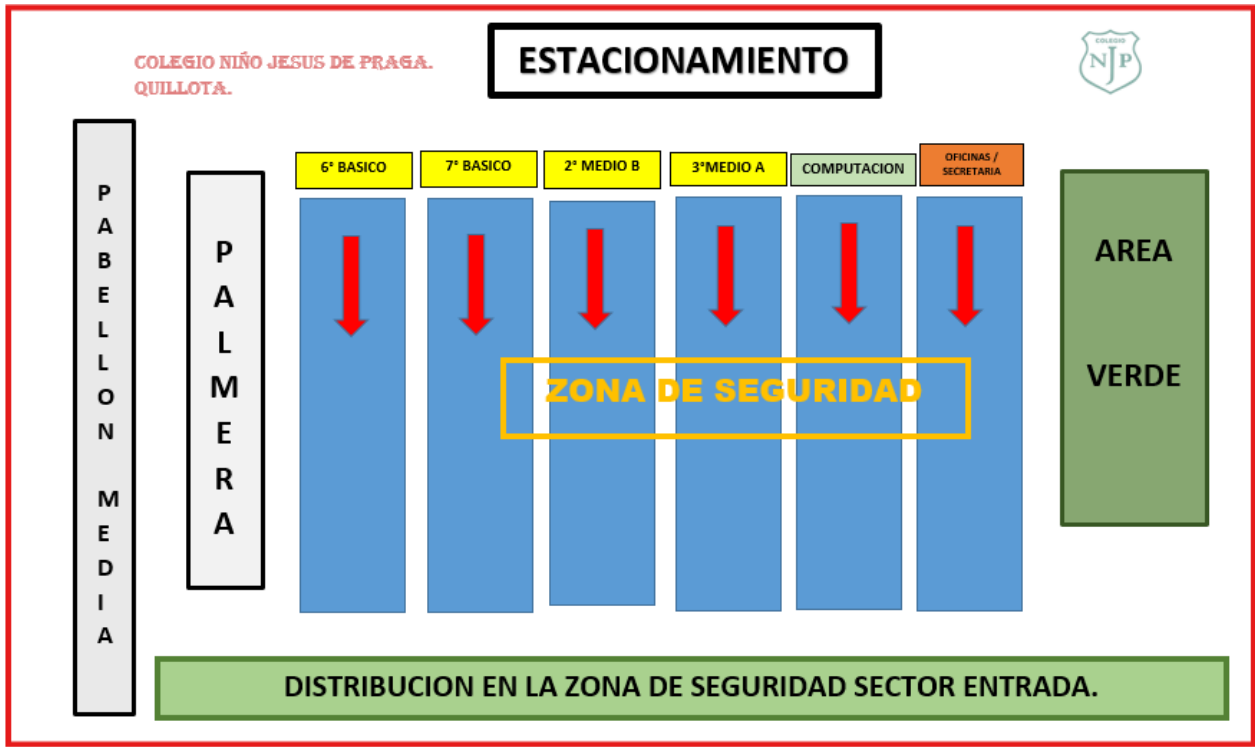 COLEGIO NIÑO JESUS DE PRAGA.
QUILLOTA.
ESTACIONAMIENTO
COLEGIO
NJP
PABELLON MEDIA
PALMERA
6° BASICO
7° BASICO
2° MEDIO B
3°MEDIO A
COMPUTACION
OFICINAS /
SECRETARIA
AREA
VERDE
ZONA DE SEGURIDAD
DISTRIBUCION EN LA ZONA DE SEGURIDAD SECTOR ENTRADA.